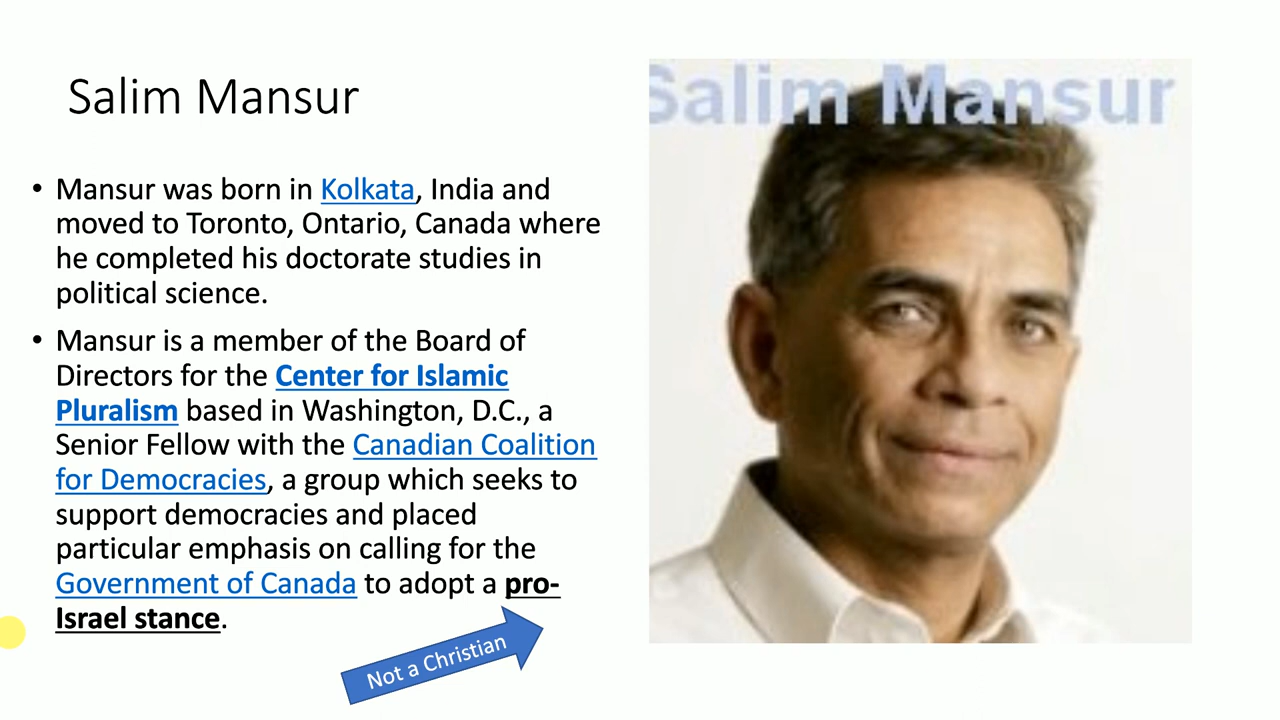 Salim Mansur
Salim Mansur
• Mansur was born in Kolkata, India and
moved to Toronto, Ontario, Canada where
he completed his doctorate studies in
political science.
• Mansur is a member of the Board of
Directors for the Center for Islamic
Pluralism based in Washington, D.C., a
Senior Fellow with the Canadian Coalition
for Democracies, a group which seeks to
support democracies and placed
particular emphasis on calling for the
Government of Canada to adopt a pro-
Israel stance.
Not a Christian